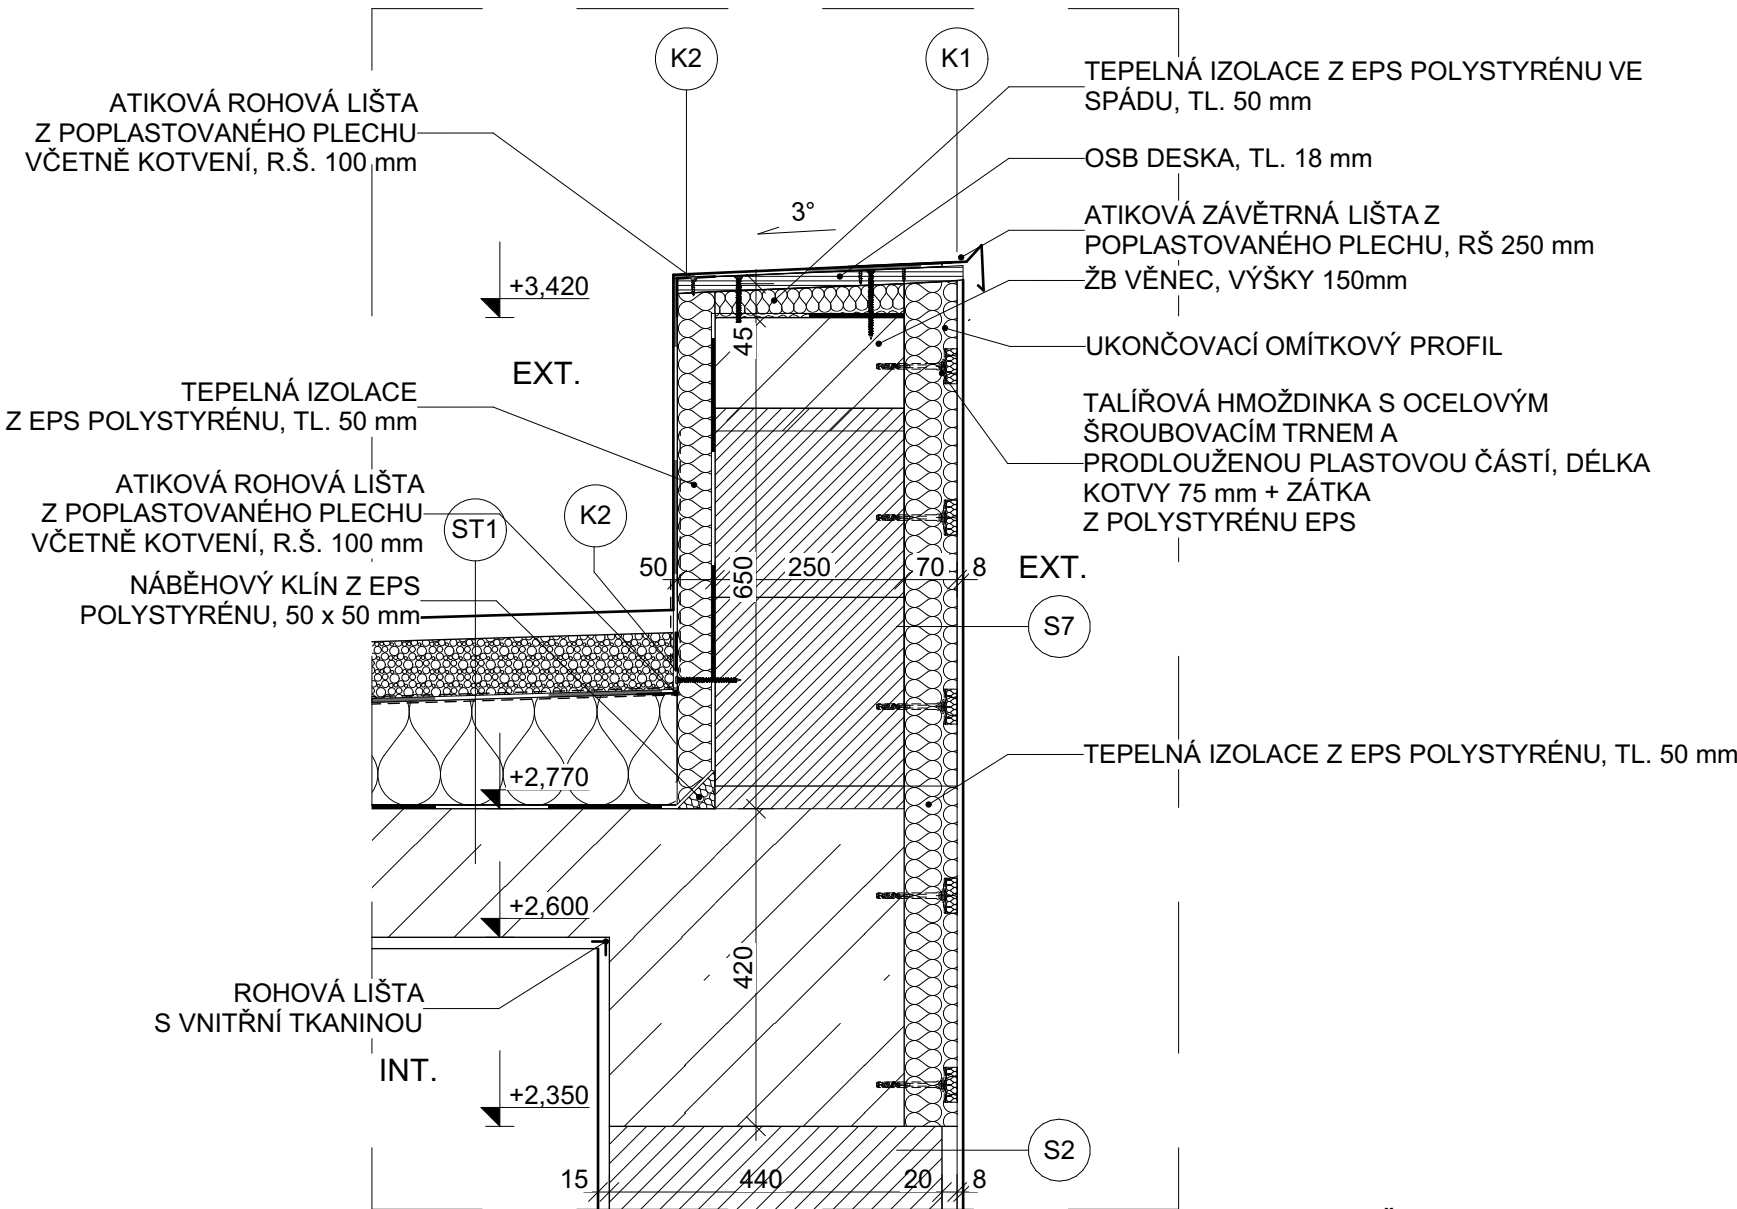 K2
K1
ATIKOVÁ ROHOVÁ LIŠTA
Z POPLASTOVANÉHO PLECHU
VČETNĚ KOTVENÍ, R.Š. 100 mm
TEPELNÁ IZOLACE Z EPS POLYSTYRÉNU VE
SPÁDU, TL. 50 mm
OSB DESKA, TL. 18 mm
3°
ATIKOVÁ ZÁVĚTRNÁ LIŠTA Z
POPLASTOVANÉHO PLECHU, RŠ 250 mm
+3,420
ŽB VĚNEC, VÝŠKY 150mm
45
UKONČOVACÍ OMÍTKOVÝ PROFIL
EXT.
TEPELNÁ IZOLACE
Z EPS POLYSTYRÉNU, TL. 50 mm
TALÍŘOVÁ HMOŽDINKA S OCELOVÝM
ŠROUBOVACÍM TRNEM A
PRODLOUŽENOU PLASTOVOU ČÁSTÍ, DÉLKA
KOTVY 75 mm + ZÁTKA
Z POLYSTYRÉNU EPS
ATIKOVÁ ROHOVÁ LIŠTA
Z POPLASTOVANÉHO PLECHU
VČETNĚ KOTVENÍ, R.Š. 100 mm
ST1
K2
50
650
250
70
8
EXT.
NÁBĚHOVÝ KLÍN Z EPS
POLYSTYRÉNU, 50 x 50 mm
S7
TEPELNÁ IZOLACE Z EPS POLYSTYRÉNU, TL. 50 mm
+2,770
+2,600
420
ROHOVÁ LIŠTA
S VNITŘNÍ TKANINOU
INT.
+2,350
S2
15
440
20
8